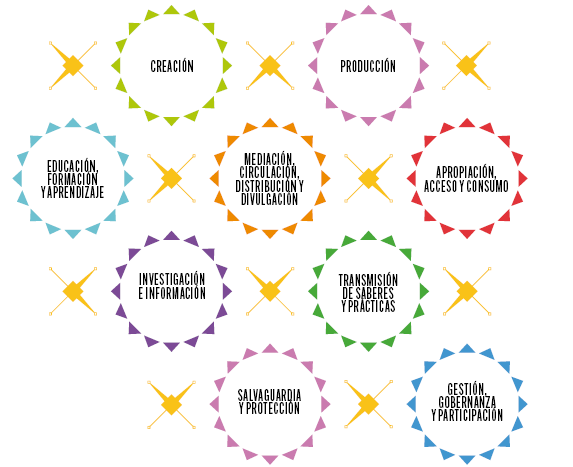 CREACIÓN
PRODUCCIÓN
EDUCACIÓN,
FORMACIÓN
Y APRENDIZAJE
MEDIACIÓN,
CIRCULACIÓN,
DISTRIBUCIÓN Y
DIVULGACIÓN
APROPIACIÓN,
ACCESO Y CONSUMO
INVESTIGACIÓN
E INFORMACIÓN
TRANSMISIÓN
DE SABERES
Y PRÁCTICAS
SALVAGUARDIA
Y PROTECCIÓN
GESTIÓN,
GOBERNANZA
Y PARTICIPACIÓN